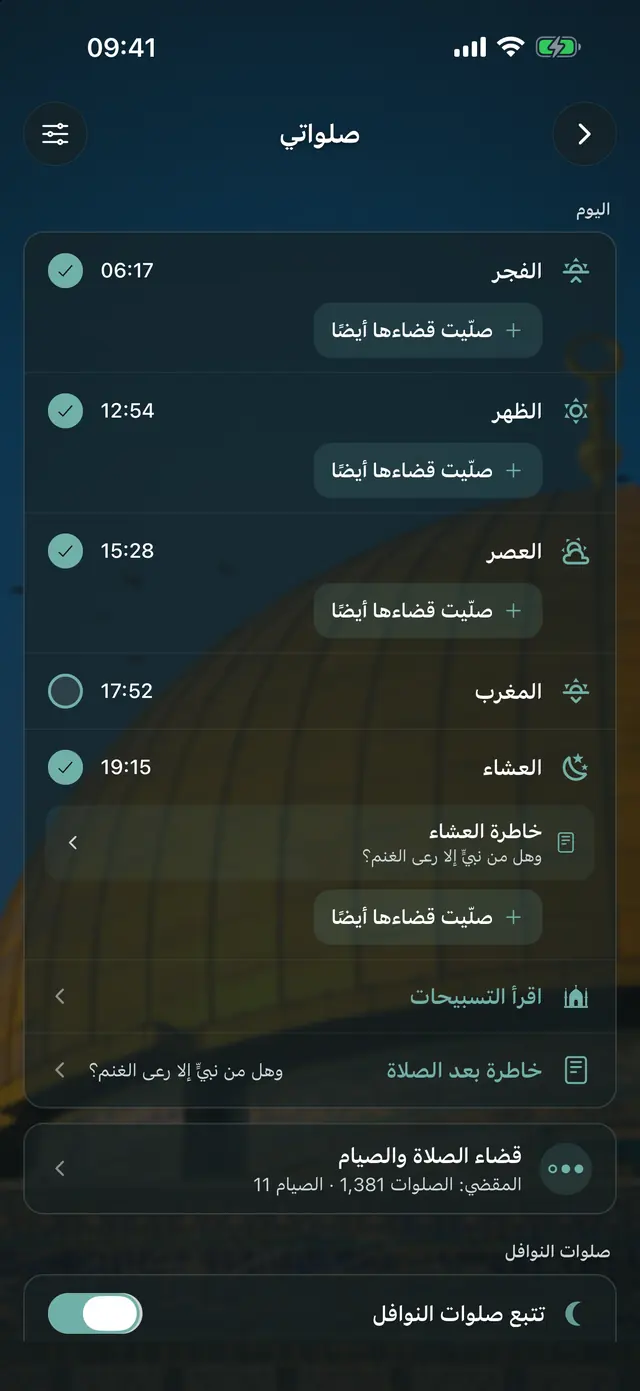 09:41
صلواتي
اليوم
الفجر 06:17
+ صلّيت قضاءها أيضًا
الظهر 12:54
+ صلّيت قضاءها أيضًا
العصر 15:28
+ صلّيت قضاءها أيضًا
المغرب 17:52
العشاء 19:15
خاطرة العشاء
وهل من نبيٍّ إلا رعى الغنم؟
+ صلّيت قضاءها أيضًا
اقرأ التسبيحات
خاطرة بعد الصلاة وهل من نبيٍّ إلا رعى الغنم؟
قضاء الصلاة والصيام
المقضي: الصلوات 1,381 · الصيام 11
صلوات النوافل
تتبع صلوات النوافل